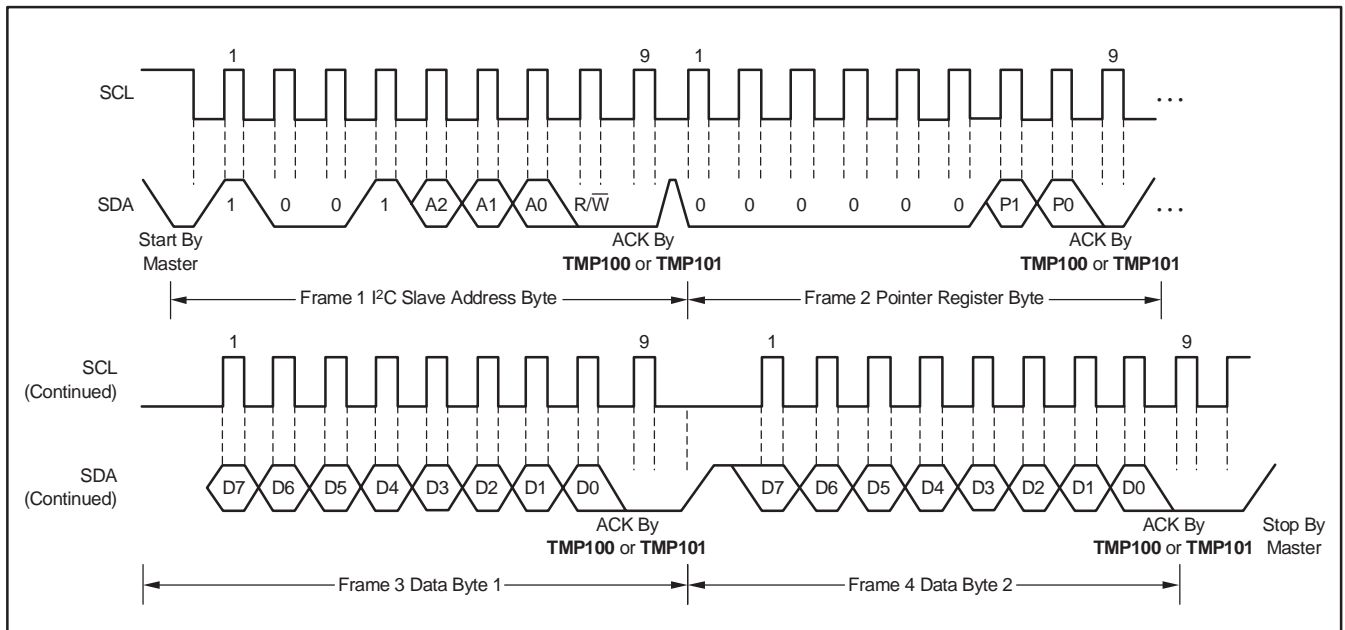 1 9 1 9
SCL ...
SDA 1 0 0 1 A2 A1 A0 R/W̅ 0 0 0 0 0 0 P1 P0 ...
Start By Master
ACK By TMP100 or TMP101
ACK By TMP100 or TMP101
Frame 1 I²C Slave Address Byte
Frame 2 Pointer Register Byte
1 9 1 9
SCL (Continued)
SDA (Continued) D7 D6 D5 D4 D3 D2 D1 D0 D7 D6 D5 D4 D3 D2 D1 D0
ACK By TMP100 or TMP101
ACK By TMP100 or TMP101
Stop By Master
Frame 3 Data Byte 1
Frame 4 Data Byte 2